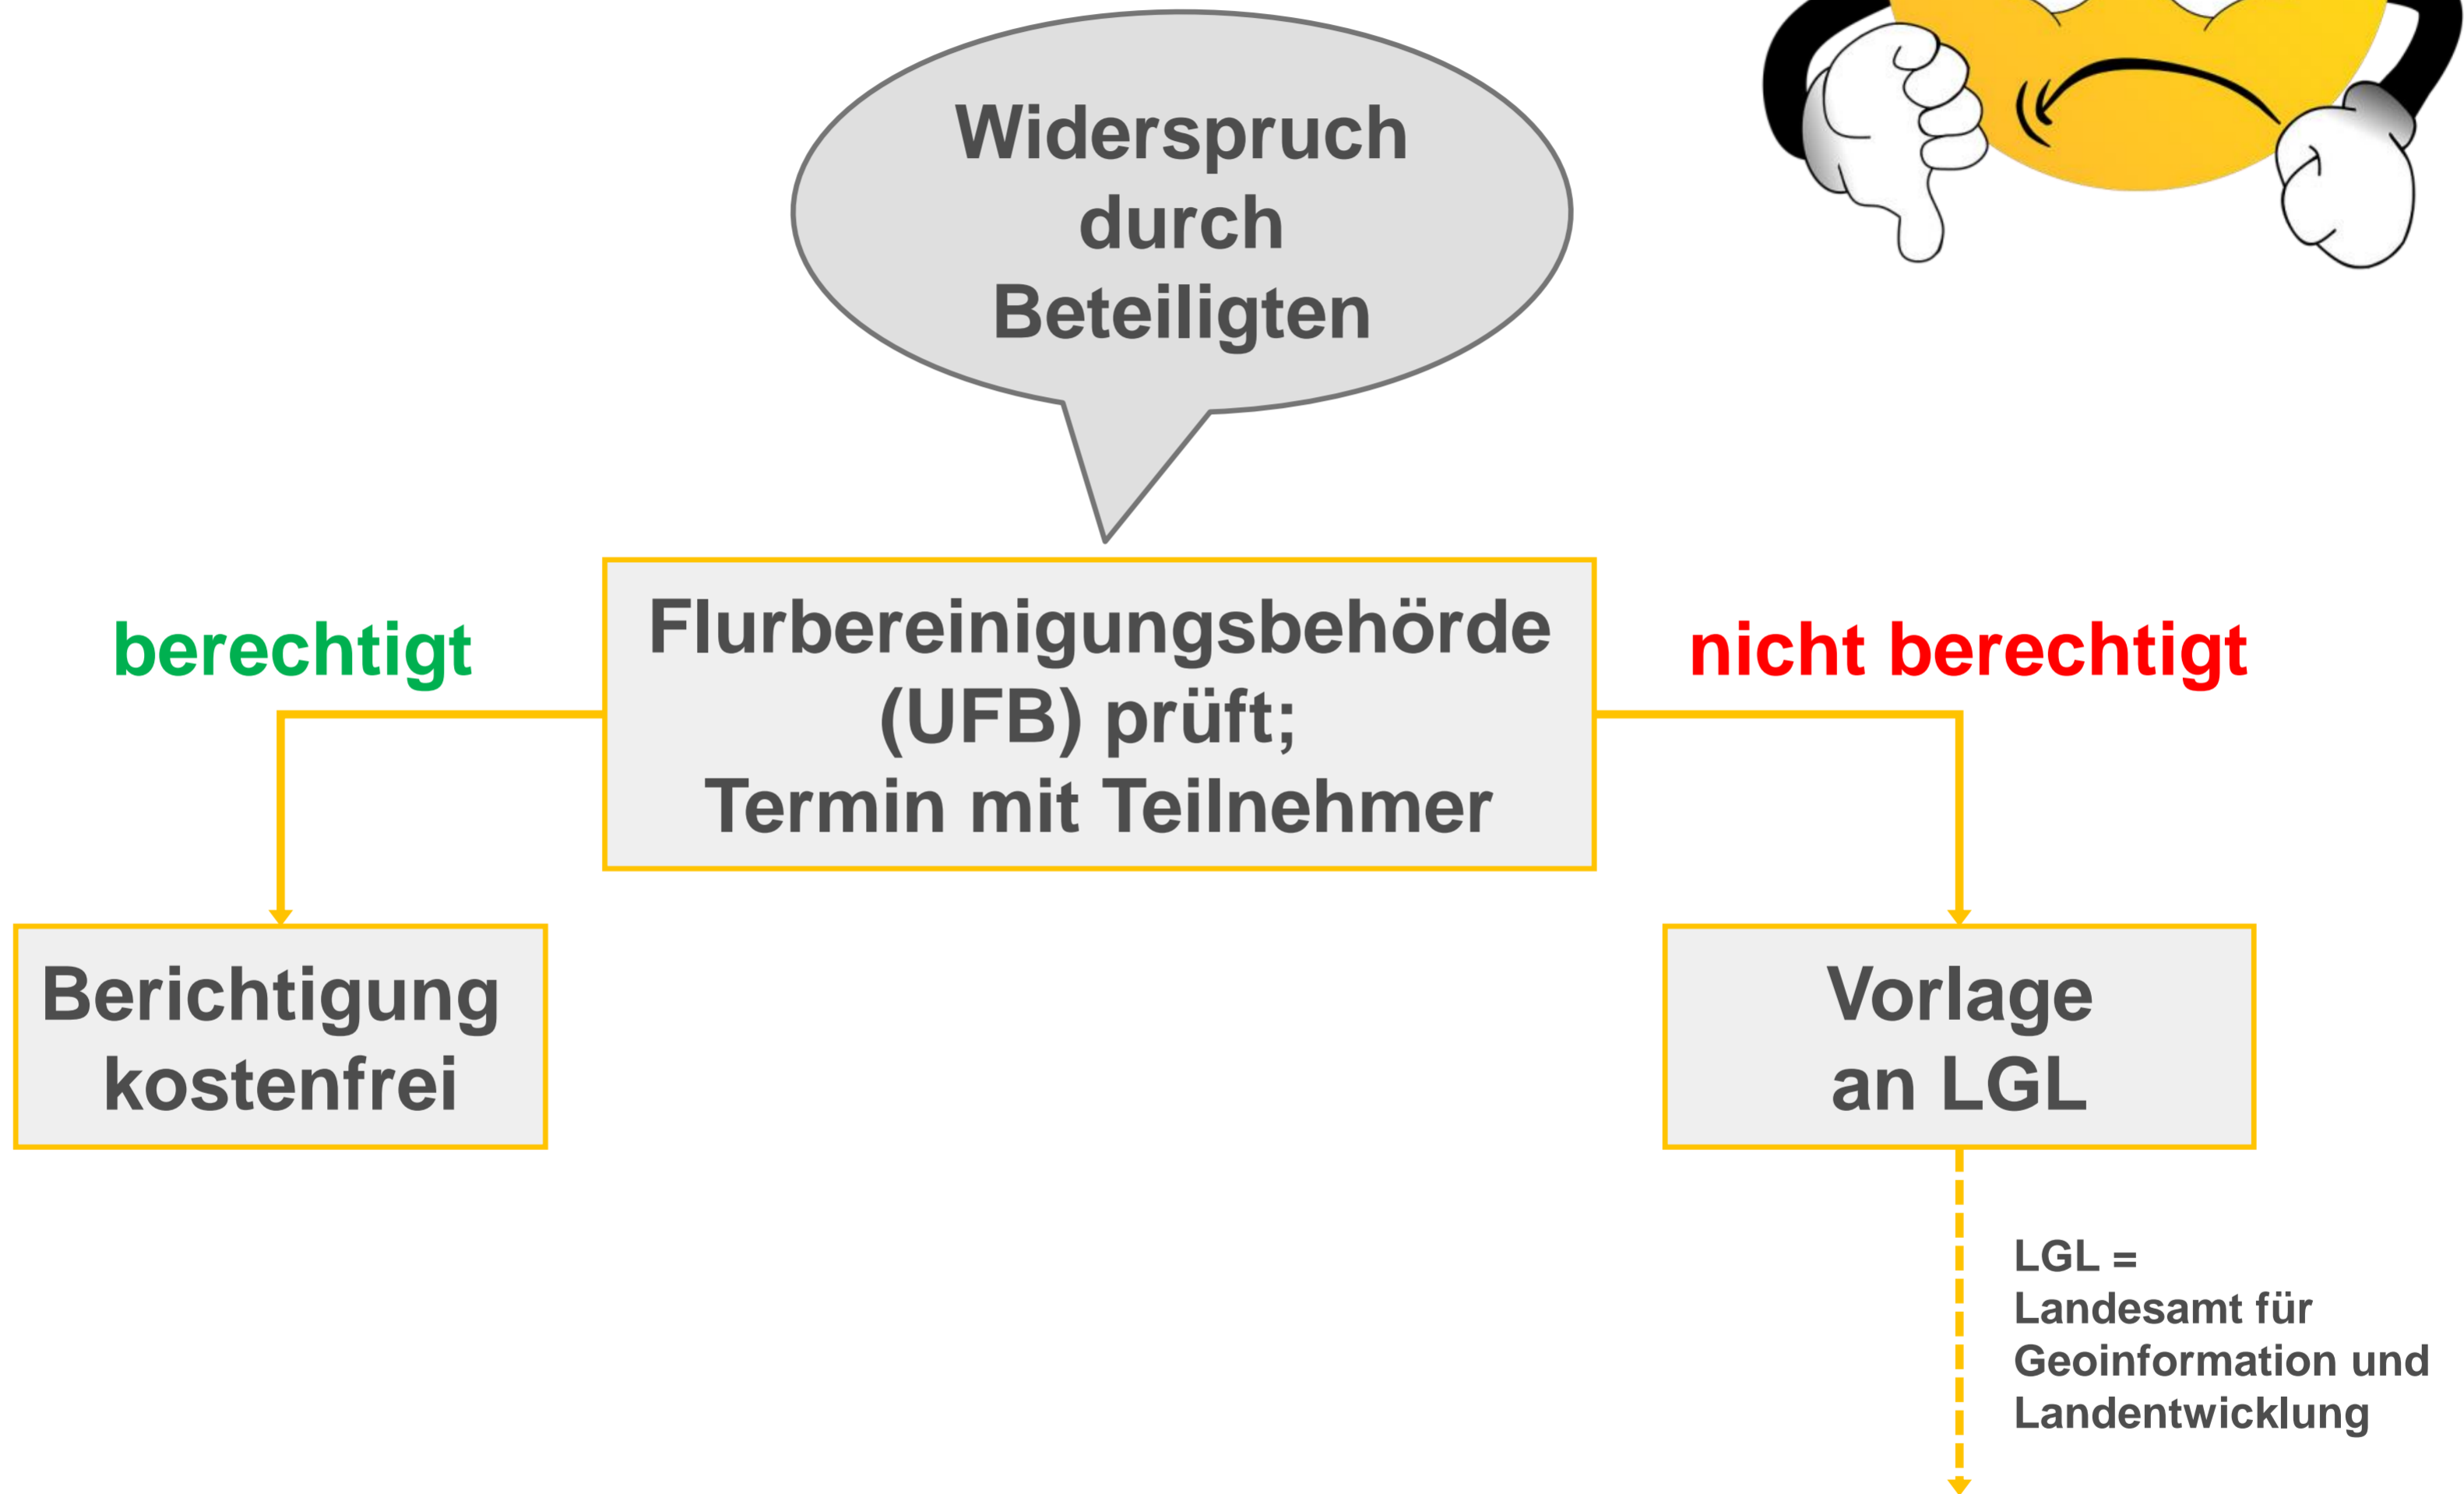 Widerspruch
durch
Beteiligten
berechtigt
Flurbereinigungsbehörde
(UFB) prüft;
Termin mit Teilnehmer
nicht berechtigt
Berichtigung
kostenfrei
Vorlage
an LGL
LGL =
Landesamt für
Geoinformation und
Landentwicklung